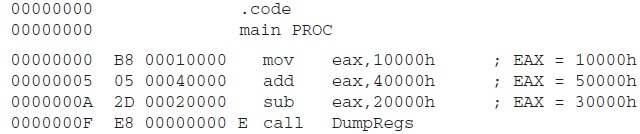 00000000 .code
00000000 main PROC
00000000 B8 00010000 mov eax,10000h ; EAX = 10000h
00000005 05 00040000 add eax,40000h ; EAX = 50000h
0000000A 2D 00020000 sub eax,20000h ; EAX = 30000h
0000000F E8 00000000 E call DumpRegs